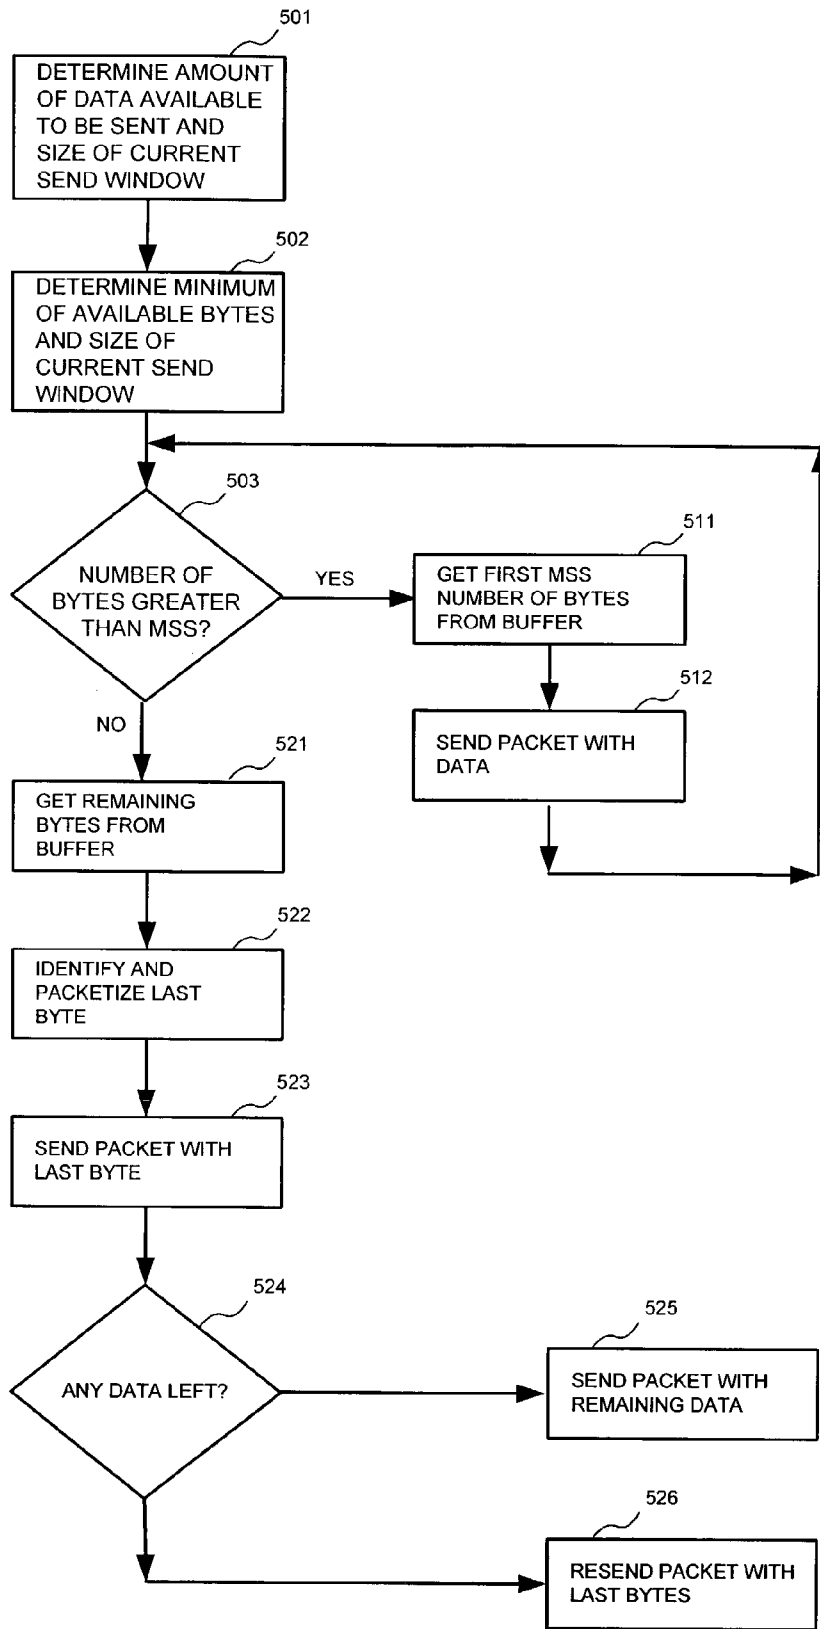 501
DETERMINE AMOUNT
OF DATA AVAILABLE
TO BE SENT AND
SIZE OF CURRENT
SEND WINDOW
502
DETERMINE MINIMUM
OF AVAILABLE BYTES
AND SIZE OF
CURRENT SEND
WINDOW
503
NUMBER OF
BYTES GREATER
THAN MSS?
YES
511
GET FIRST MSS
NUMBER OF BYTES
FROM BUFFER
512
SEND PACKET WITH
DATA
NO
521
GET REMAINING
BYTES FROM
BUFFER
522
IDENTIFY AND
PACKETIZE LAST
BYTE
523
SEND PACKET WITH
LAST BYTE
524
ANY DATA LEFT?
525
SEND PACKET WITH
REMAINING DATA
526
RESEND PACKET WITH
LAST BYTES